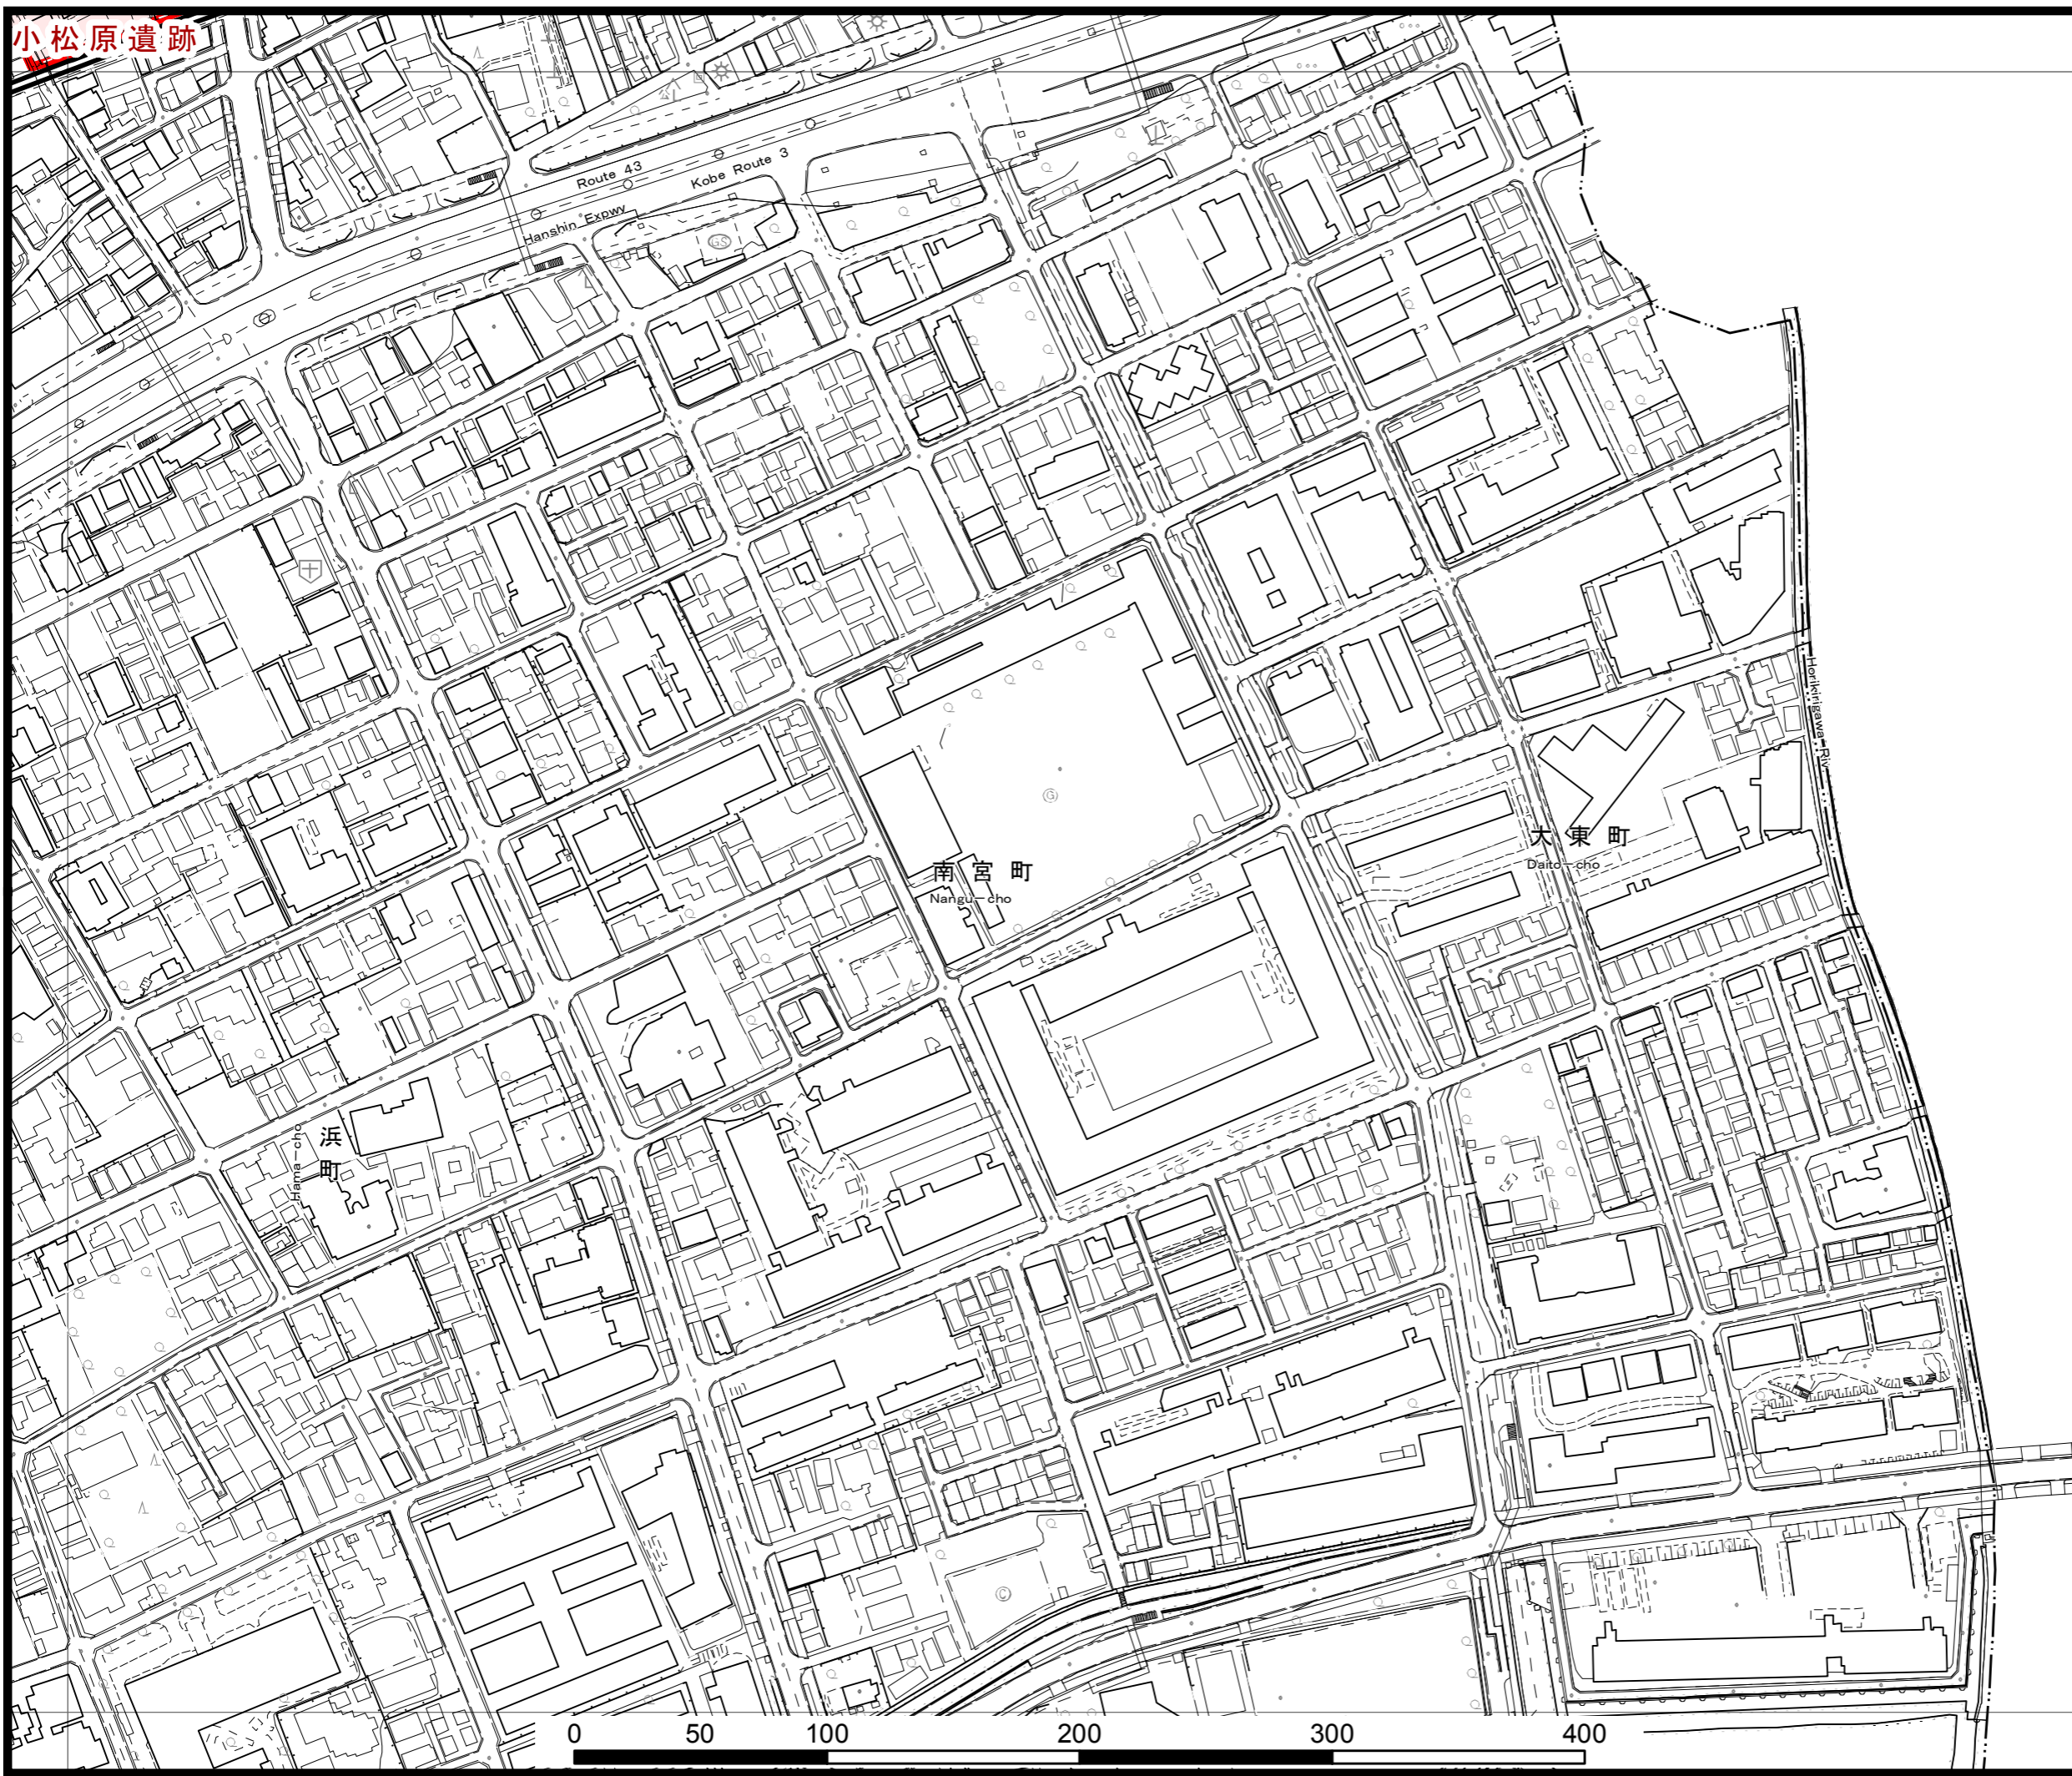 小松原遺跡
Route 43
Kobe Route 3
Hanshin Expwy
GS
Horikirigawa Riv
G
南宮町
Nangu-cho
大東町
Daito-cho
浜町
Hama-cho
C
0 50 100 200 300 400